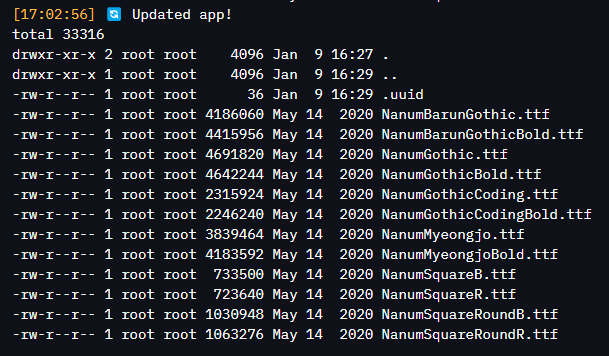 [17:02:56] 🔄 Updated app!
total 33316
drwxr-xr-x 2 root root    4096 Jan  9 16:27 .
drwxr-xr-x 1 root root    4096 Jan  9 16:29 ..
-rw-r--r-- 1 root root      36 Jan  9 16:29 .uuid
-rw-r--r-- 1 root root 4186060 May 14  2020 NanumBarunGothic.ttf
-rw-r--r-- 1 root root 4415956 May 14  2020 NanumBarunGothicBold.ttf
-rw-r--r-- 1 root root 4691820 May 14  2020 NanumGothic.ttf
-rw-r--r-- 1 root root 4642244 May 14  2020 NanumGothicBold.ttf
-rw-r--r-- 1 root root 2315924 May 14  2020 NanumGothicCoding.ttf
-rw-r--r-- 1 root root 2246240 May 14  2020 NanumGothicCodingBold.ttf
-rw-r--r-- 1 root root 3839464 May 14  2020 NanumMyeongjo.ttf
-rw-r--r-- 1 root root 4183592 May 14  2020 NanumMyeongjoBold.ttf
-rw-r--r-- 1 root root  733500 May 14  2020 NanumSquareB.ttf
-rw-r--r-- 1 root root  723640 May 14  2020 NanumSquareR.ttf
-rw-r--r-- 1 root root 1030948 May 14  2020 NanumSquareRoundB.ttf
-rw-r--r-- 1 root root 1063276 May 14  2020 NanumSquareRoundR.ttf